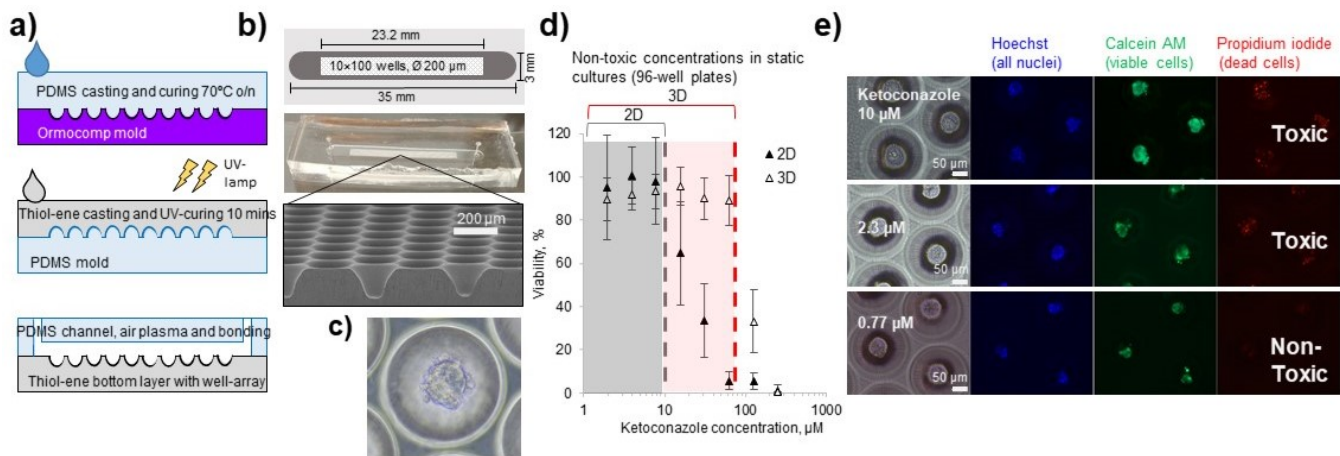 a)
PDMS casting and curing 70ºC o/n
Ormocomp mold
UV-
lamp
Thiol-ene casting and UV-curing 10 mins
PDMS mold
PDMS channel, air plasma and bonding
Thiol-ene bottom layer with well-array
b)
23.2 mm
10×100 wells, Ø 200 µm
3 mm
35 mm
200 µm
c)
d)
Non-toxic concentrations in static
cultures (96-well plates)
3D
2D
120
100
80
60
40
20
0
Viability, %
2D
3D
1
10
100
1000
Ketoconazole concentration, µM
e)
Hoechst
(all nuclei)
Calcein AM
(viable cells)
Propidium iodide
(dead cells)
Ketoconazole
10 µM
50 µm
Toxic
2.3 µM
50 µm
Toxic
0.77 µM
50 µm
Non-
Toxic